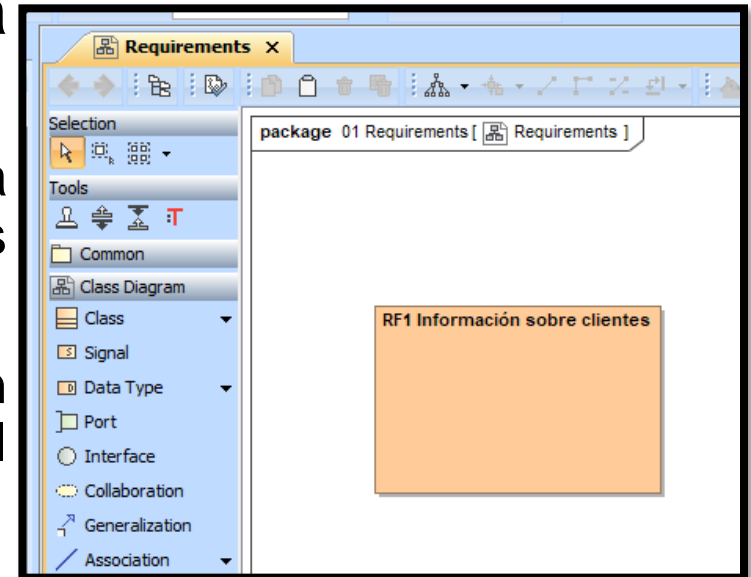 Requirements X
Selection
Tools
Common
Class Diagram
Class
Signal
Data Type
Port
Interface
Collaboration
Generalization
Association
package 01 Requirements [ Requirements ]
RF1 Información sobre clientes